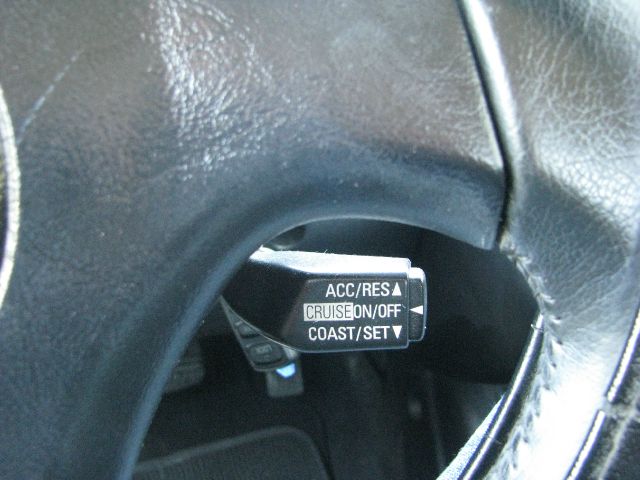 ACC/RES▲
CRUISE ON/OFF ◄
COAST/SET▼